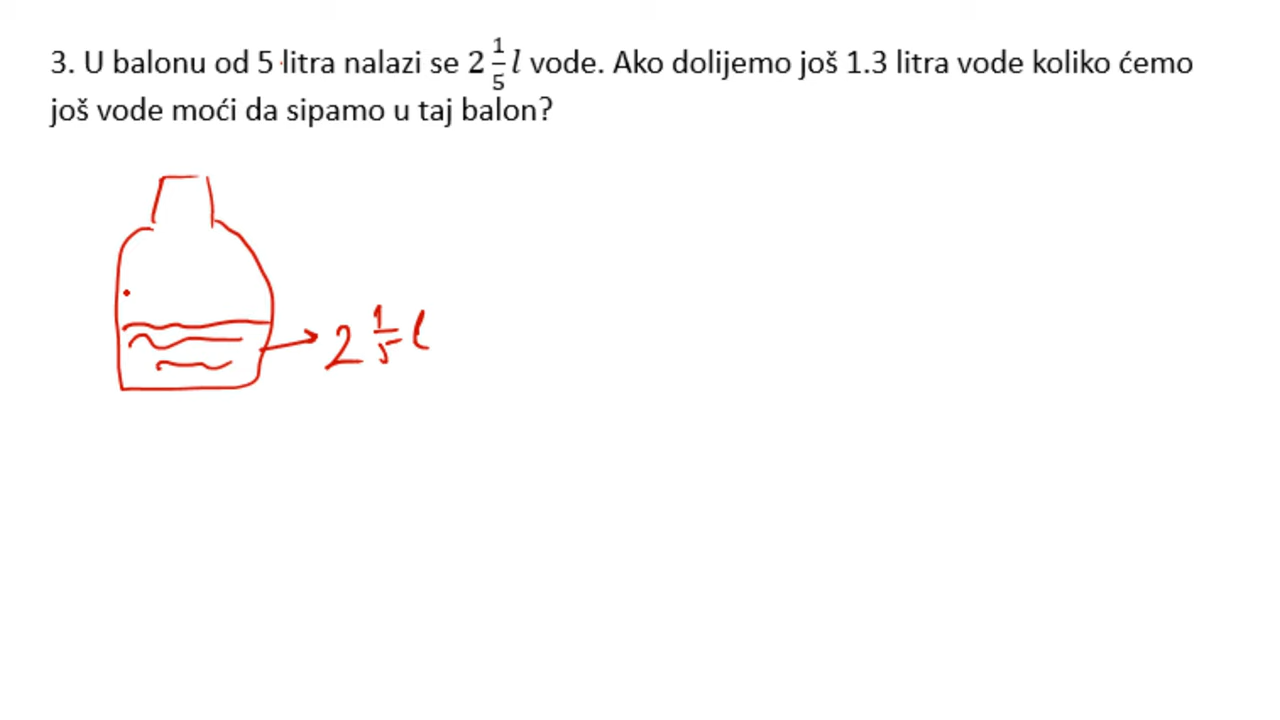 3. U balonu od 5 litra nalazi se 2 1/5 l vode. Ako dolijemo još 1.3 litra vode koliko ćemo
još vode moći da sipamo u taj balon?
2 1/5 l